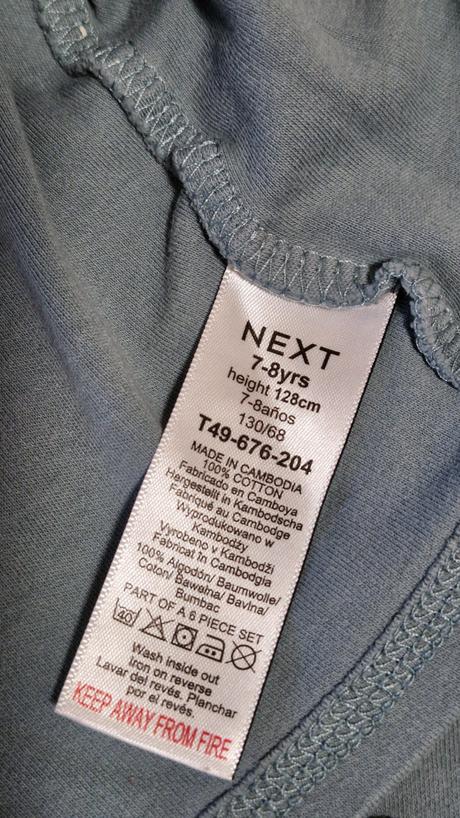 NEXT
7-8yrs
height 128cm
7-8años
130/68
T49-676-204
MADE IN CAMBODIA
100% COTTON
Fabricado en Camboya
Hergestellt in Kambodscha
Fabriqué au Cambodge
Wyprodukowano w
Kambodży
Vyrobeno v Kambodži
Fabricat în Cambodgia
100% Algodón/ Baumwolle/
Coton/ Bawełna/ Bavlna/
Bumbac
PART OF A 6 PIECE SET
40
Wash inside out
Iron on reverse
Lavar del revés. Planchar
por el revés.
KEEP AWAY FROM FIRE